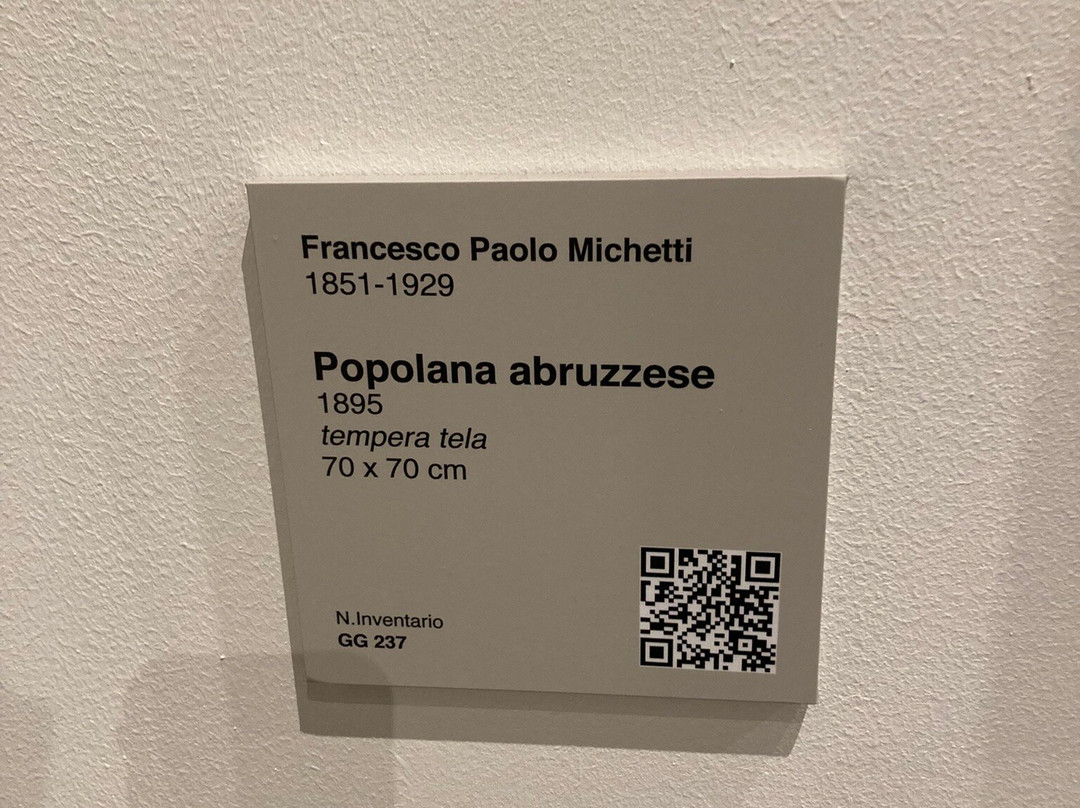 Francesco Paolo Michetti
1851-1929
Popolana abruzzese
1895
tempera tela
70 x 70 cm
N.Inventario
GG 237